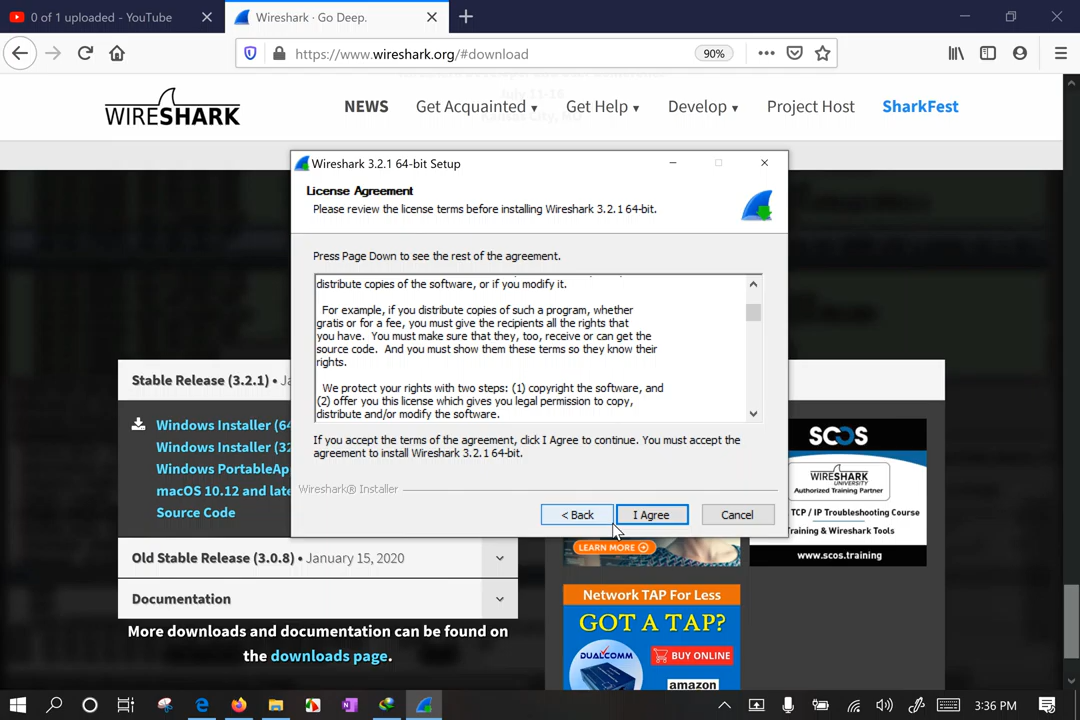 0 of 1 uploaded - YouTube
Wireshark · Go Deep.
https://www.wireshark.org/#download
90%
WIRESHARK
NEWS
Get Acquainted
Get Help
Develop
Project Host
SharkFest
July 11-16
Kansas City, MO
Wireshark 3.2.1 64-bit Setup
License Agreement
Please review the license terms before installing Wireshark 3.2.1 64-bit.
Press Page Down to see the rest of the agreement.
distribute copies of the software, or if you modify it.
For example, if you distribute copies of such a program, whether
gratis or for a fee, you must give the recipients all the rights that
you have. You must make sure that they, too, receive or can get the
source code. And you must show them these terms so they know their
rights.
We protect your rights with two steps: (1) copyright the software, and
(2) offer you this license which gives you legal permission to copy,
distribute and/or modify the software.
If you accept the terms of the agreement, click I Agree to continue. You must accept the
agreement to install Wireshark 3.2.1 64-bit.
Wireshark® Installer
< Back
I Agree
Cancel
Stable Release (3.2.1) • Ja
Windows Installer (64
Windows Installer (32
Windows PortableAp
macOS 10.12 and late
Source Code
Old Stable Release (3.0.8) • January 15, 2020
Documentation
More downloads and documentation can be found on
the downloads page.
SCOS
WIRESHARK
UNIVERSITY
Authorized Training Partner
TCP / IP Troubleshooting Course
Training & Wireshark Tools
www.scos.training
LEARN MORE
Network TAP For Less
GOT A TAP?
DUALCOMM
BUY ONLINE
amazon
3:36 PM